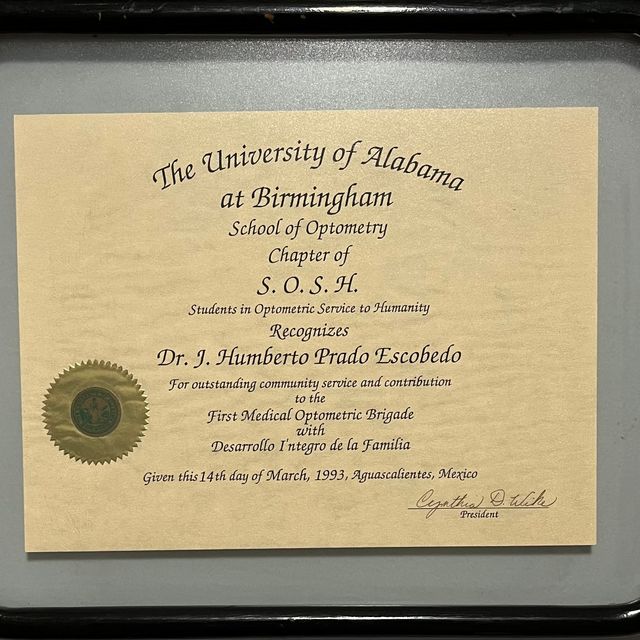 The University of Alabama
at Birmingham
School of Optometry
Chapter of
S. O. S. H.
Students in Optometric Service to Humanity
Recognizes
Dr. J. Humberto Prado Escobedo
For outstanding community service and contribution
to the
First Medical Optometric Brigade
with
Desarrollo I'ntegro de la Familia
Given this 14th day of March, 1993, Aguascalientes, Mexico
Cynthia D. Wike
President